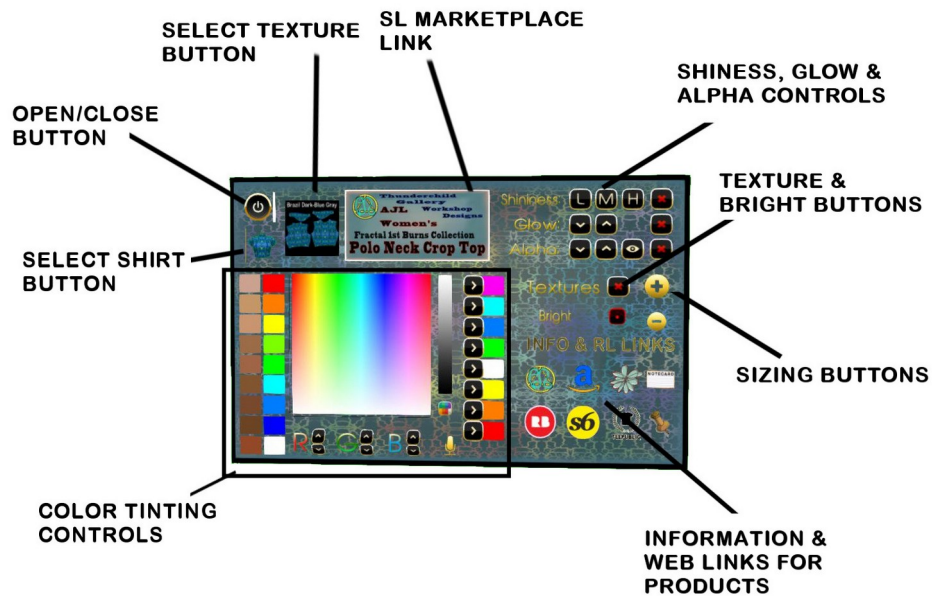 SELECT TEXTURE
BUTTON
SL MARKETPLACE
LINK
SHINESS, GLOW &
ALPHA CONTROLS
OPEN/CLOSE
BUTTON
TEXTURE &
BRIGHT BUTTONS
SELECT SHIRT
BUTTON
Brazil Dark-Blue Gray
Thunderchild
Gallery
AJL Workshop
Designs
Women's
Fractal 1st Burns Collection
Polo Neck Crop Top
Shininess: L M H
Glow:
Alpha:
Textures
Bright
INFO & RL LINKS
a NOTECARD
RB s6
R G B
SIZING BUTTONS
COLOR TINTING
CONTROLS
INFORMATION &
WEB LINKS FOR
PRODUCTS